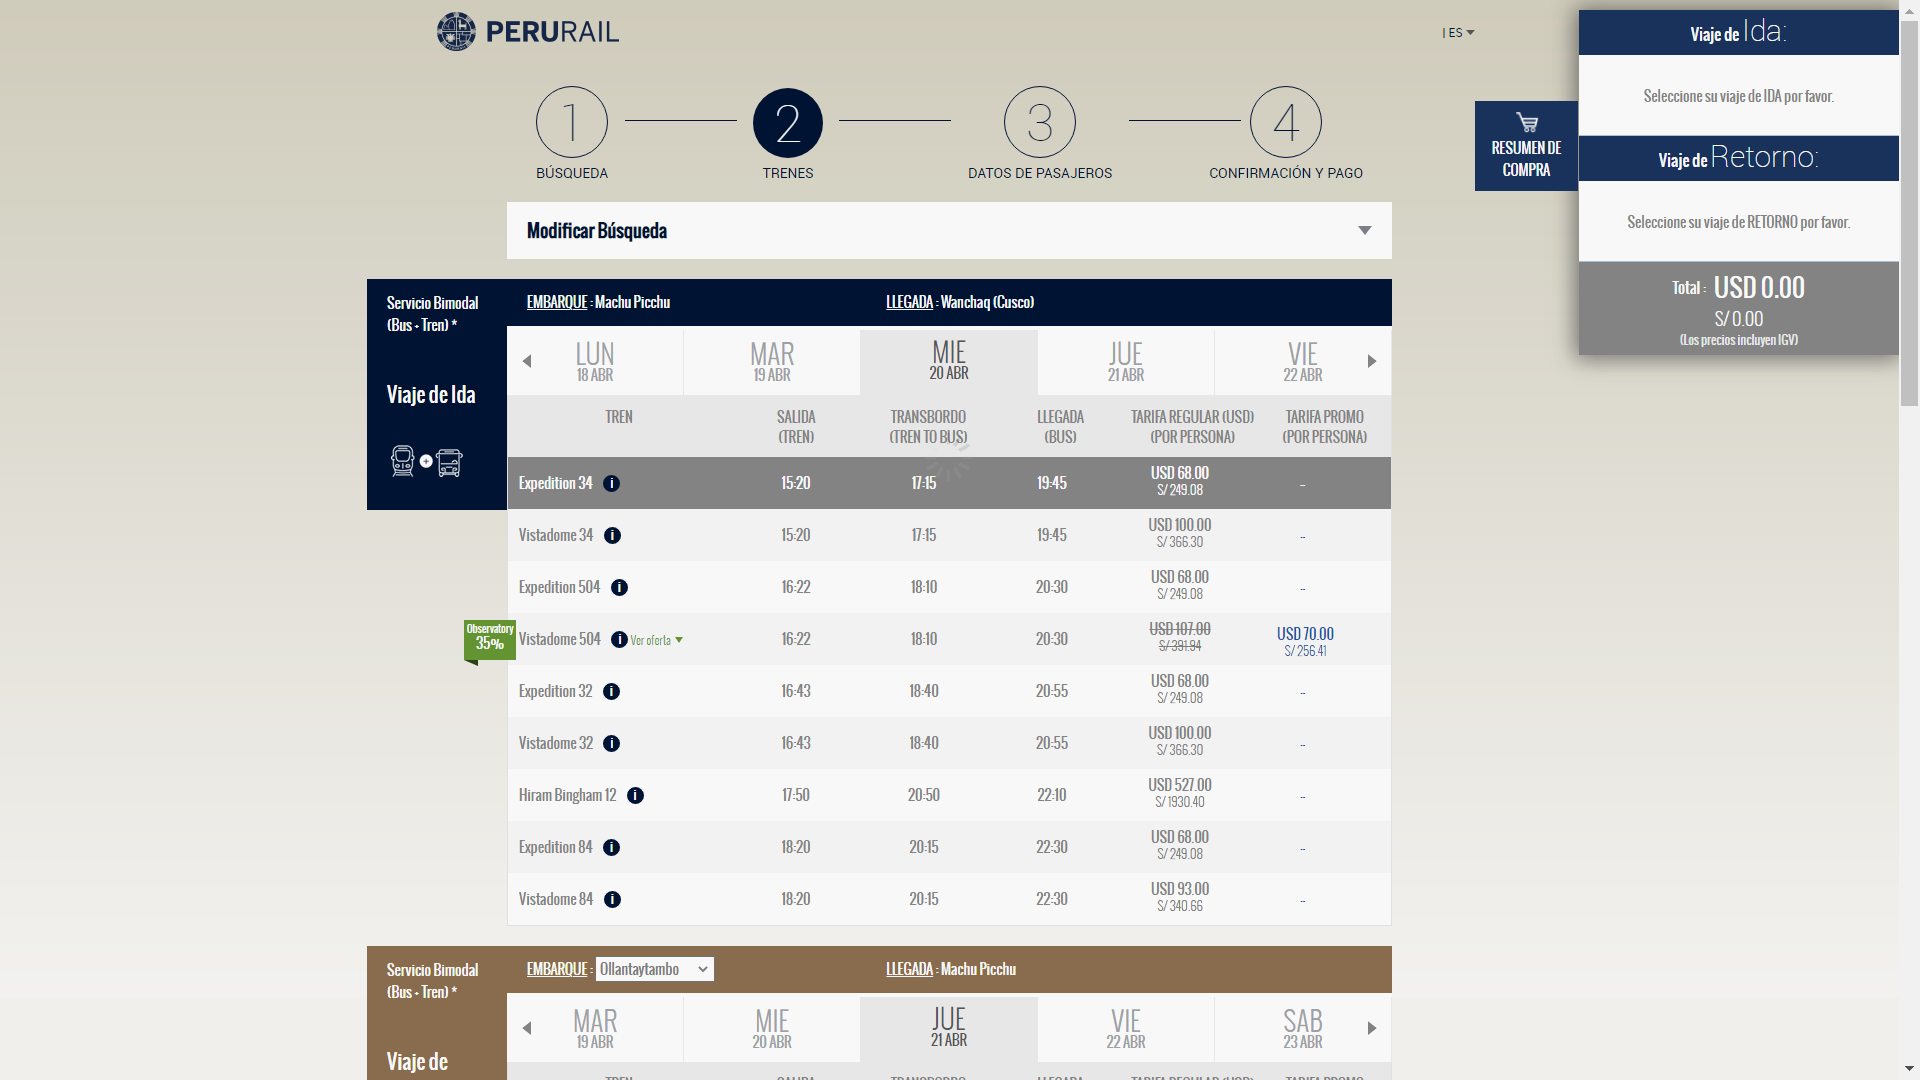 PERURAIL
| ES
1
2
3
4
BÚSQUEDA
TRENES
DATOS DE PASAJEROS
CONFIRMACIÓN Y PAGO
RESUMEN DE
COMPRA
Viaje de Ida:
Seleccione su viaje de IDA por favor.
Viaje de Retorno:
Seleccione su viaje de RETORNO por favor.
Total : USD 0.00
S/ 0.00
(Los precios incluyen IGV)
Modificar Búsqueda
Servicio Bimodal
(Bus + Tren) *
Viaje de Ida
EMBARQUE : Machu Picchu
LLEGADA : Wanchaq (Cusco)
LUN
18 ABR
MAR
19 ABR
MIE
20 ABR
JUE
21 ABR
VIE
22 ABR
TREN
SALIDA
(TREN)
TRANSBORDO
(TREN TO BUS)
LLEGADA
(BUS)
TARIFA REGULAR (USD)
(POR PERSONA)
TARIFA PROMO
(POR PERSONA)
Expedition 34 i 15:20 17:15 19:45 USD 68.00 --
S/ 249.08
Vistadome 34 i 15:20 17:15 19:45 USD 100.00 --
S/ 366.30
Expedition 504 i 16:22 18:10 20:30 USD 68.00 --
S/ 249.08
Observatory
35%
Vistadome 504 i Ver oferta 16:22 18:10 20:30 USD 107.00 USD 70.00
S/ 391.94 S/ 256.41
Expedition 32 i 16:43 18:40 20:55 USD 68.00 --
S/ 249.08
Vistadome 32 i 16:43 18:40 20:55 USD 100.00 --
S/ 366.30
Hiram Bingham 12 i 17:50 20:50 22:10 USD 527.00 --
S/ 1930.40
Expedition 84 i 18:20 20:15 22:30 USD 68.00 --
S/ 249.08
Vistadome 84 i 18:20 20:15 22:30 USD 93.00 --
S/ 340.66
Servicio Bimodal
(Bus + Tren) *
Viaje de
EMBARQUE : Ollantaytambo
LLEGADA : Machu Picchu
MAR
19 ABR
MIE
20 ABR
JUE
21 ABR
VIE
22 ABR
SAB
23 ABR
TREN SALIDA TRANSBORDO LLEGADA TARIFA REGULAR (USD) TARIFA PROMO